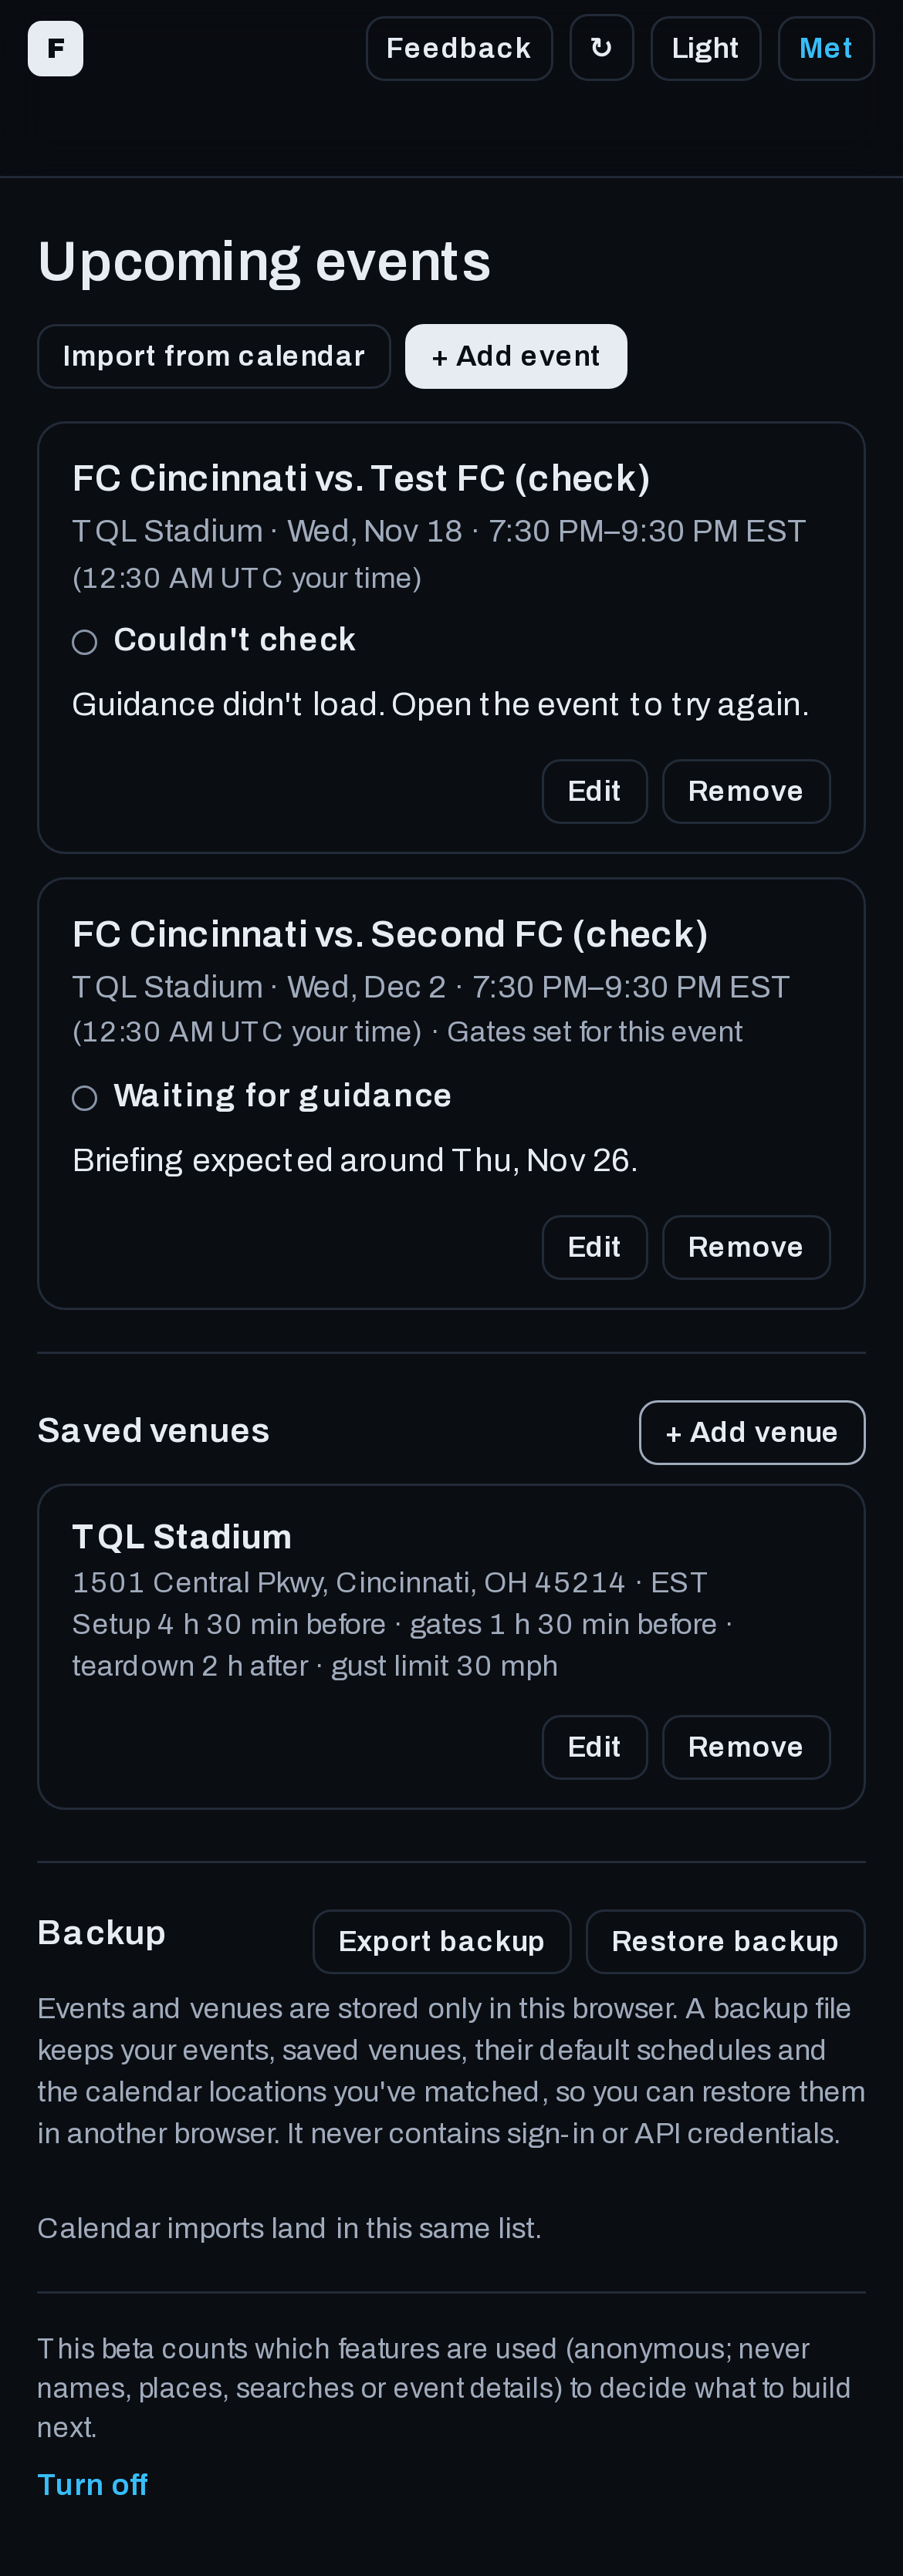 F
Feedback
↻
Light
Met
Upcoming events
Import from calendar
+ Add event
FC Cincinnati vs. Test FC (check)
TQL Stadium · Wed, Nov 18 · 7:30 PM–9:30 PM EST
(12:30 AM UTC your time)
Couldn't check
Guidance didn't load. Open the event to try again.
Edit
Remove
FC Cincinnati vs. Second FC (check)
TQL Stadium · Wed, Dec 2 · 7:30 PM–9:30 PM EST
(12:30 AM UTC your time) · Gates set for this event
Waiting for guidance
Briefing expected around Thu, Nov 26.
Edit
Remove
Saved venues
+ Add venue
TQL Stadium
1501 Central Pkwy, Cincinnati, OH 45214 · EST
Setup 4 h 30 min before · gates 1 h 30 min before ·
teardown 2 h after · gust limit 30 mph
Edit
Remove
Backup
Export backup
Restore backup
Events and venues are stored only in this browser. A backup file
keeps your events, saved venues, their default schedules and
the calendar locations you've matched, so you can restore them
in another browser. It never contains sign-in or API credentials.
Calendar imports land in this same list.
This beta counts which features are used (anonymous; never
names, places, searches or event details) to decide what to build
next.
Turn off